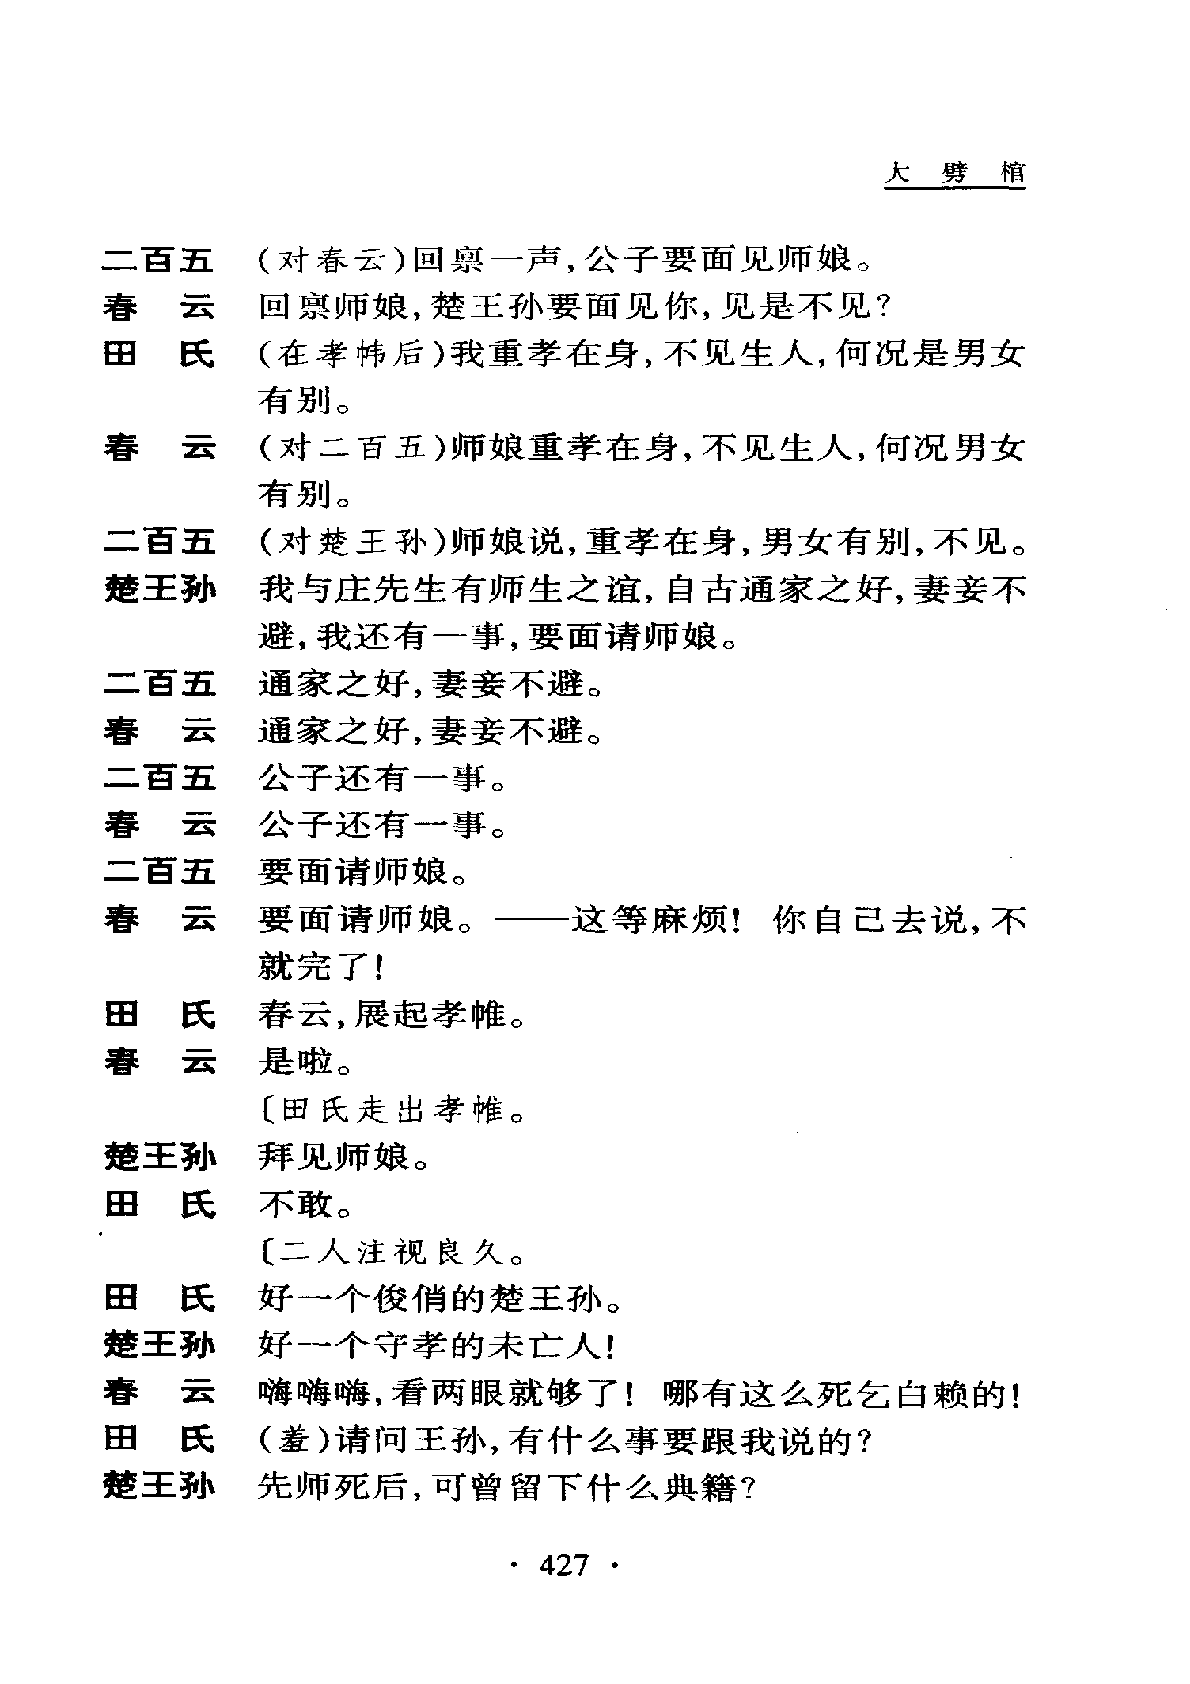 大劈棺
二百五 (对春云)回禀一声,公子要面见师娘。
春云 回禀师娘,楚王孙要面见你,见是不见?
田氏 (在孝帏后)我重孝在身,不见生人,何况是男女
有别。
春云 (对二百五)师娘重孝在身,不见生人,何况男女
有别。
二百五 (对楚王孙)师娘说,重孝在身,男女有别,不见。
楚王孙 我与庄先生有师生之谊,自古通家之好,妻妾不
避,我还有一事,要面请师娘。
二百五 通家之好,妻妾不避。
春云 通家之好,妻妾不避。
二百五 公子还有一事。
春云 公子还有一事。
二百五 要面请师娘。
春云 要面请师娘。——这等麻烦! 你自己去说,不
就完了!
田氏 春云,展起孝帷。
春云 是啦。
〔田氏走出孝帷。
楚王孙 拜见师娘。
田氏 不敢。
〔二人注视良久。
田氏 好一个俊俏的楚王孙。
楚王孙 好一个守孝的未亡人!
春云 嗨嗨嗨,看两眼就够了! 哪有这么死乞白赖的!
田氏 (羞)请问王孙,有什么事要跟我说的?
楚王孙 先师死后,可曾留下什么典籍?
· 427 ·